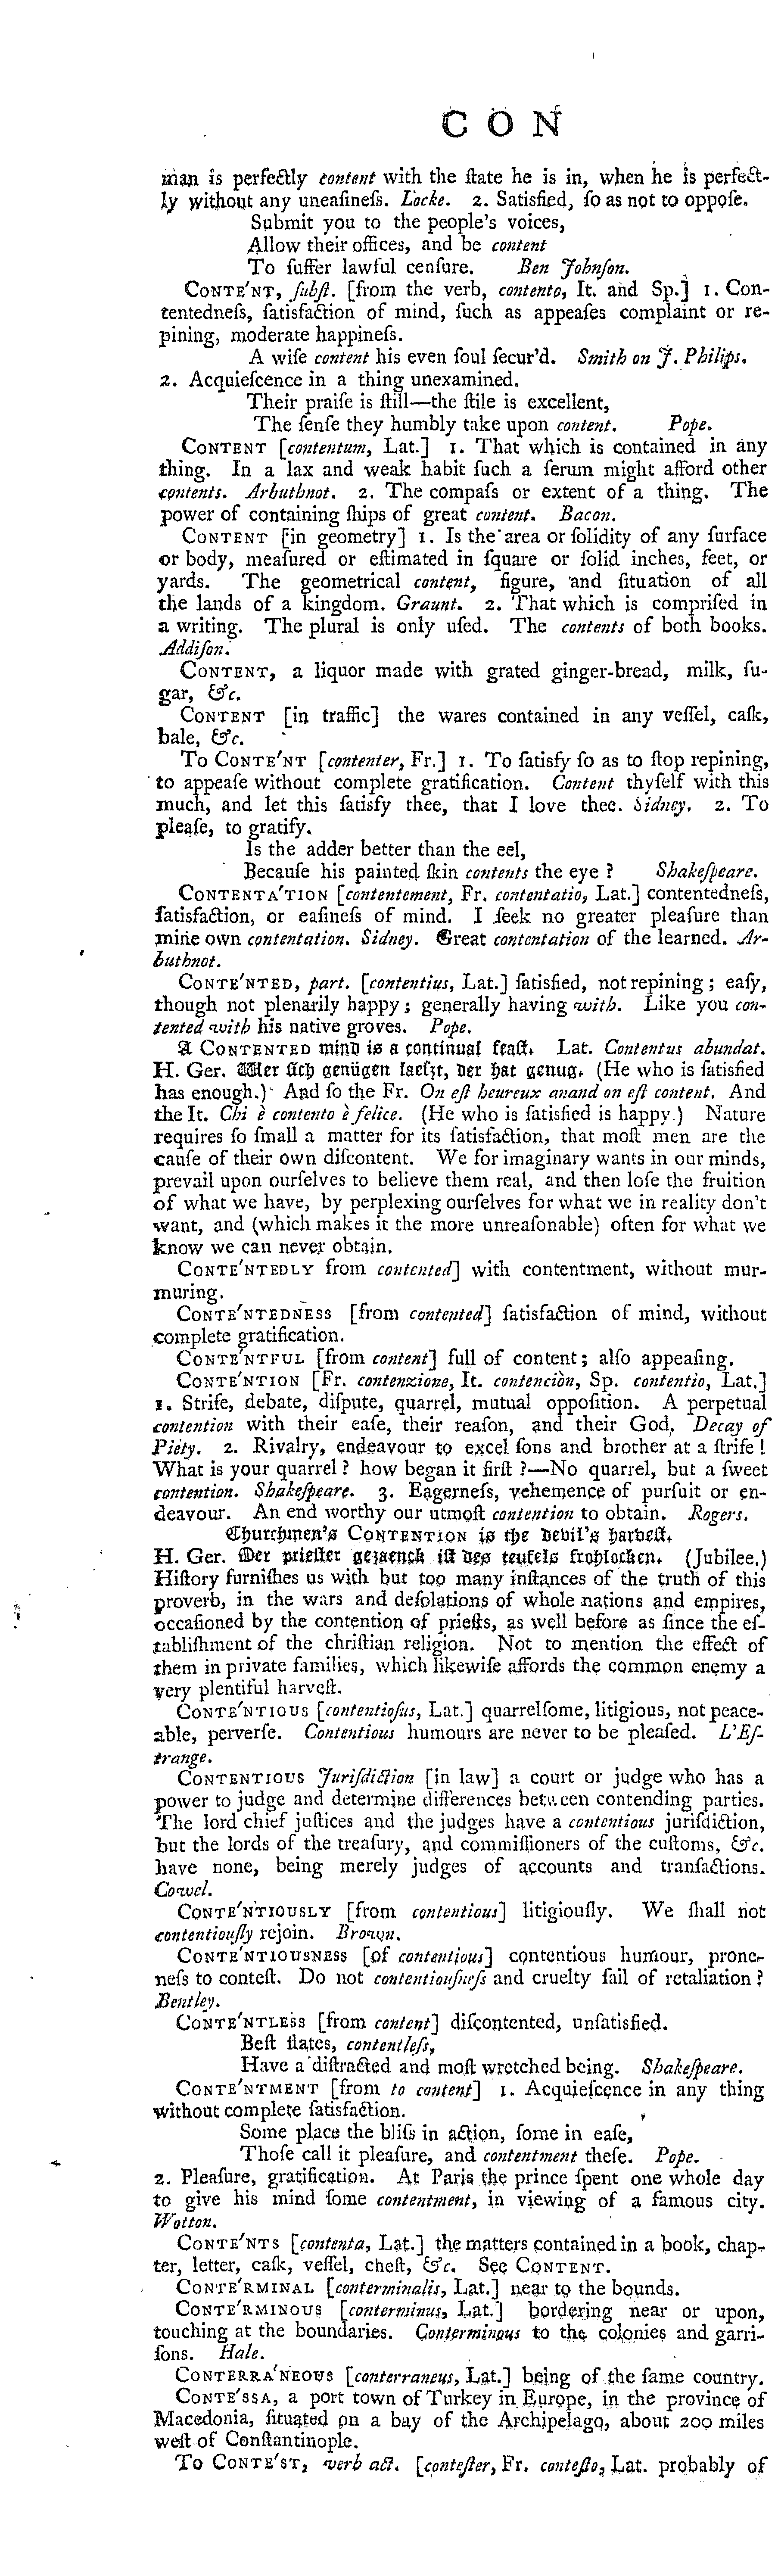 CON
man is perfectly content with the ſtate he is in, when he is perfect-
ly without any uneaſineſs. Locke. 2. Satisfied, ſo as not to oppoſe.
Submit you to the people's voices,
Allow their offices, and be content
To ſuffer lawful cenſure. Ben Johnſon.
CONTE'NT, ſubſt. [from the verb, contento, It. and Sp.] 1. Con-
tentedneſs, ſatisfaction of mind, ſuch as appeaſes complaint or re-
pining, moderate happineſs.
A wiſe content his even ſoul ſecur'd. Smith on J. Philips.
2. Acquieſcence in a thing unexamined.
Their praiſe is ſtill—the ſtile is excellent,
The ſenſe they humbly take upon content. Pope.
CONTENT [contentum, Lat.] 1. That which is contained in any
thing. In a lax and weak habit ſuch a ſerum might afford other
contents. Arbuthnot. 2. The compaſs or extent of a thing. The
power of containing ſhips of great content. Bacon.
CONTENT [in geometry] 1. Is the area or ſolidity of any ſurface
or body, meaſured or eſtimated in ſquare or ſolid inches, feet, or
yards. The geometrical content, figure, and ſituation of all
the lands of a kingdom. Graunt. 2. That which is compriſed in
a writing. The plural is only uſed. The contents of both books.
Addiſon.
CONTENT, a liquor made with grated ginger-bread, milk, ſu-
gar, &c.
CONTENT [in traffic] the wares contained in any veſſel, caſk,
bale, &c.
To CONTE'NT [contenter, Fr.] 1. To ſatisfy ſo as to ſtop repining,
to appeaſe without complete gratification. Content thyſelf with this
much, and let this ſatisfy thee, that I love thee. Sidney. 2. To
pleaſe, to gratify.
Is the adder better than the eel,
Becauſe his painted ſkin contents the eye ? Shakeſpeare.
CONTENTA'TION [contentement, Fr. contentatio, Lat.] contentedneſs,
ſatisfaction, or eaſineſs of mind. I ſeek no greater pleaſure than
mine own contentation. Sidney. Great contentation of the learned. Ar-
buthnot.
CONTE'NTED, part. [contentius, Lat.] ſatisfied, not repining ; eaſy,
though not plenarily happy ; generally having with. Like you con-
tented with his native groves. Pope.
A CONTENTED mind is a continual feaſt. Lat. Contentus abundat.
H. Ger. Wer ſich genügen laeſzt, der hat genug. (He who is ſatisfied
has enough.) And ſo the Fr. On eſt heureux anand on eſt content. And
the It. Chi è contento è felice. (He who is ſatisfied is happy.) Nature
requires ſo ſmall a matter for its ſatisfaction, that moſt men are the
cauſe of their own diſcontent. We for imaginary wants in our minds,
prevail upon ourſelves to believe them real, and then loſe the fruition
of what we have, by perplexing ourſelves for what we in reality don't
want, and (which makes it the more unreaſonable) often for what we
know we can never obtain.
CONTE'NTEDLY from contented] with contentment, without mur-
muring.
CONTE'NTEDNESS [from contented] ſatisfaction of mind, without
complete gratification.
CONTE'NTFUL [from content] full of content ; alſo appeaſing.
CONTE'NTION [Fr. contenzione, It. contenciòn, Sp. contentio, Lat.]
1. Strife, debate, diſpute, quarrel, mutual oppoſition. A perpetual
contention with their eaſe, their reaſon, and their God. Decay of
Piety. 2. Rivalry, endeavour to excel ſons and brother at a ſtrife !
What is your quarrel ? how began it firſt ?—No quarrel, but a ſweet
contention. Shakeſpeare. 3. Eagerneſs, vehemence of purſuit or en-
deavour. An end worthy our utmoſt contention to obtain. Rogers.
Churchmen's CONTENTION is the devil's harveſt.
H. Ger. Der prieſter gezaenck iſt des teufels frohlocken. (Jubilee.)
Hiſtory furniſhes us with but too many inſtances of the truth of this
proverb, in the wars and deſolations of whole nations and empires,
occaſioned by the contention of prieſts, as well before as ſince the eſ-
tabliſhment of the chriſtian religion. Not to mention the effect of
them in private families, which likewiſe affords the common enemy a
very plentiful harveſt.
CONTE'NTIOUS [contentioſus, Lat.] quarrelſome, litigious, not peace-
able, perverſe. Contentious humours are never to be pleaſed. L'Eſ-
trange.
CONTENTIOUS Juriſdiction [in law] a court or judge who has a
power to judge and determine differences between contending parties.
The lord chief juſtices and the judges have a contentious juriſdiction,
but the lords of the treaſury, and commiſſioners of the cuſtoms, &c.
have none, being merely judges of accounts and tranſactions.
Cowel.
CONTE'NTIOUSLY [from contentious] litigiouſly. We ſhall not
contentiouſly rejoin. Brown.
CONTE'NTIOUSNESS [of contentious] contentious humour, prone-
neſs to conteſt. Do not contentiouſneſs and cruelty fail of retaliation ?
Bentley.
CONTE'NTLESS [from content] diſcontented, unſatisfied.
Beſt ſtates, contentleſs,
Have a diſtracted and moſt wretched being. Shakeſpeare.
CONTE'NTMENT [from to content] 1. Acquieſcence in any thing
without complete ſatisfaction.
Some place the bliſs in action, ſome in eaſe,
Thoſe call it pleaſure, and contentment theſe. Pope.
2. Pleaſure, gratification. At Paris the prince ſpent one whole day
to give his mind ſome contentment, in viewing of a famous city.
Wotton.
CONTE'NTS [contenta, Lat.] the matters contained in a book, chap-
ter, letter, caſk, veſſel, cheſt, &c. See CONTENT.
CONTE'RMINAL [conterminalis, Lat.] near to the bounds.
CONTE'RMINOUS [conterminus, Lat.] bordering near or upon,
touching at the boundaries. Conterminous to the colonies and garri-
ſons. Hale.
CONTERRA'NEOUS [conterraneus, Lat.] being of the ſame country.
CONTE'SSA, a port town of Turkey in Europe, in the province of
Macedonia, ſituated on a bay of the Archipelago, about 200 miles
weſt of Conſtantinople.
To CONTE'ST, verb act. [conteſter, Fr. conteſto, Lat. probably of